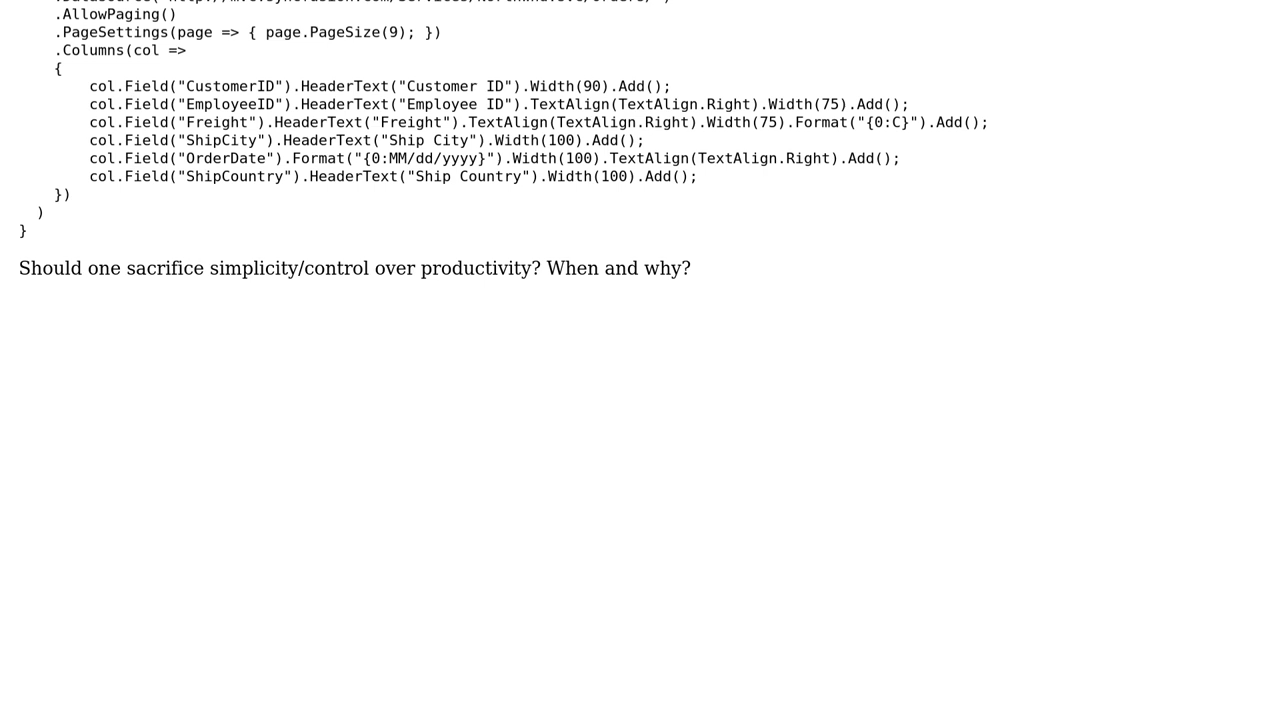 .AllowPaging()
.PageSettings(page => { page.PageSize(9); })
.Columns(col =>
{
col.Field("CustomerID").HeaderText("Customer ID").Width(90).Add();
col.Field("EmployeeID").HeaderText("Employee ID").TextAlign(TextAlign.Right).Width(75).Add();
col.Field("Freight").HeaderText("Freight").TextAlign(TextAlign.Right).Width(75).Format("{0:C}").Add();
col.Field("ShipCity").HeaderText("Ship City").Width(100).Add();
col.Field("OrderDate").Format("{0:MM/dd/yyyy}").Width(100).TextAlign(TextAlign.Right).Add();
col.Field("ShipCountry").HeaderText("Ship Country").Width(100).Add();
})
)
}
Should one sacrifice simplicity/control over productivity? When and why?